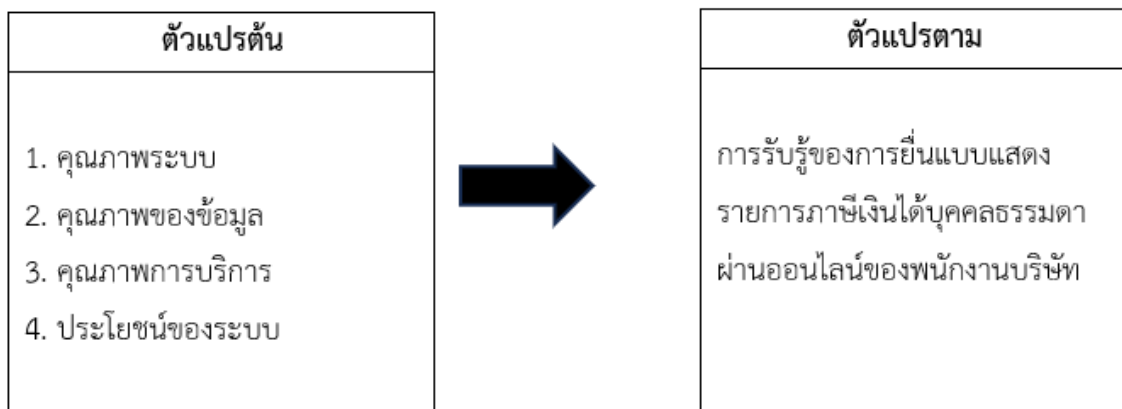 ตัวแปรต้น
1. คุณภาพระบบ
2. คุณภาพของข้อมูล
3. คุณภาพการบริการ
4. ประโยชน์ของระบบ
ตัวแปรตาม
การรับรู้ของการยื่นแบบแสดง
รายการภาษีเงินได้บุคคลธรรมดา
ผ่านออนไลน์ของพนักงานบริษัท